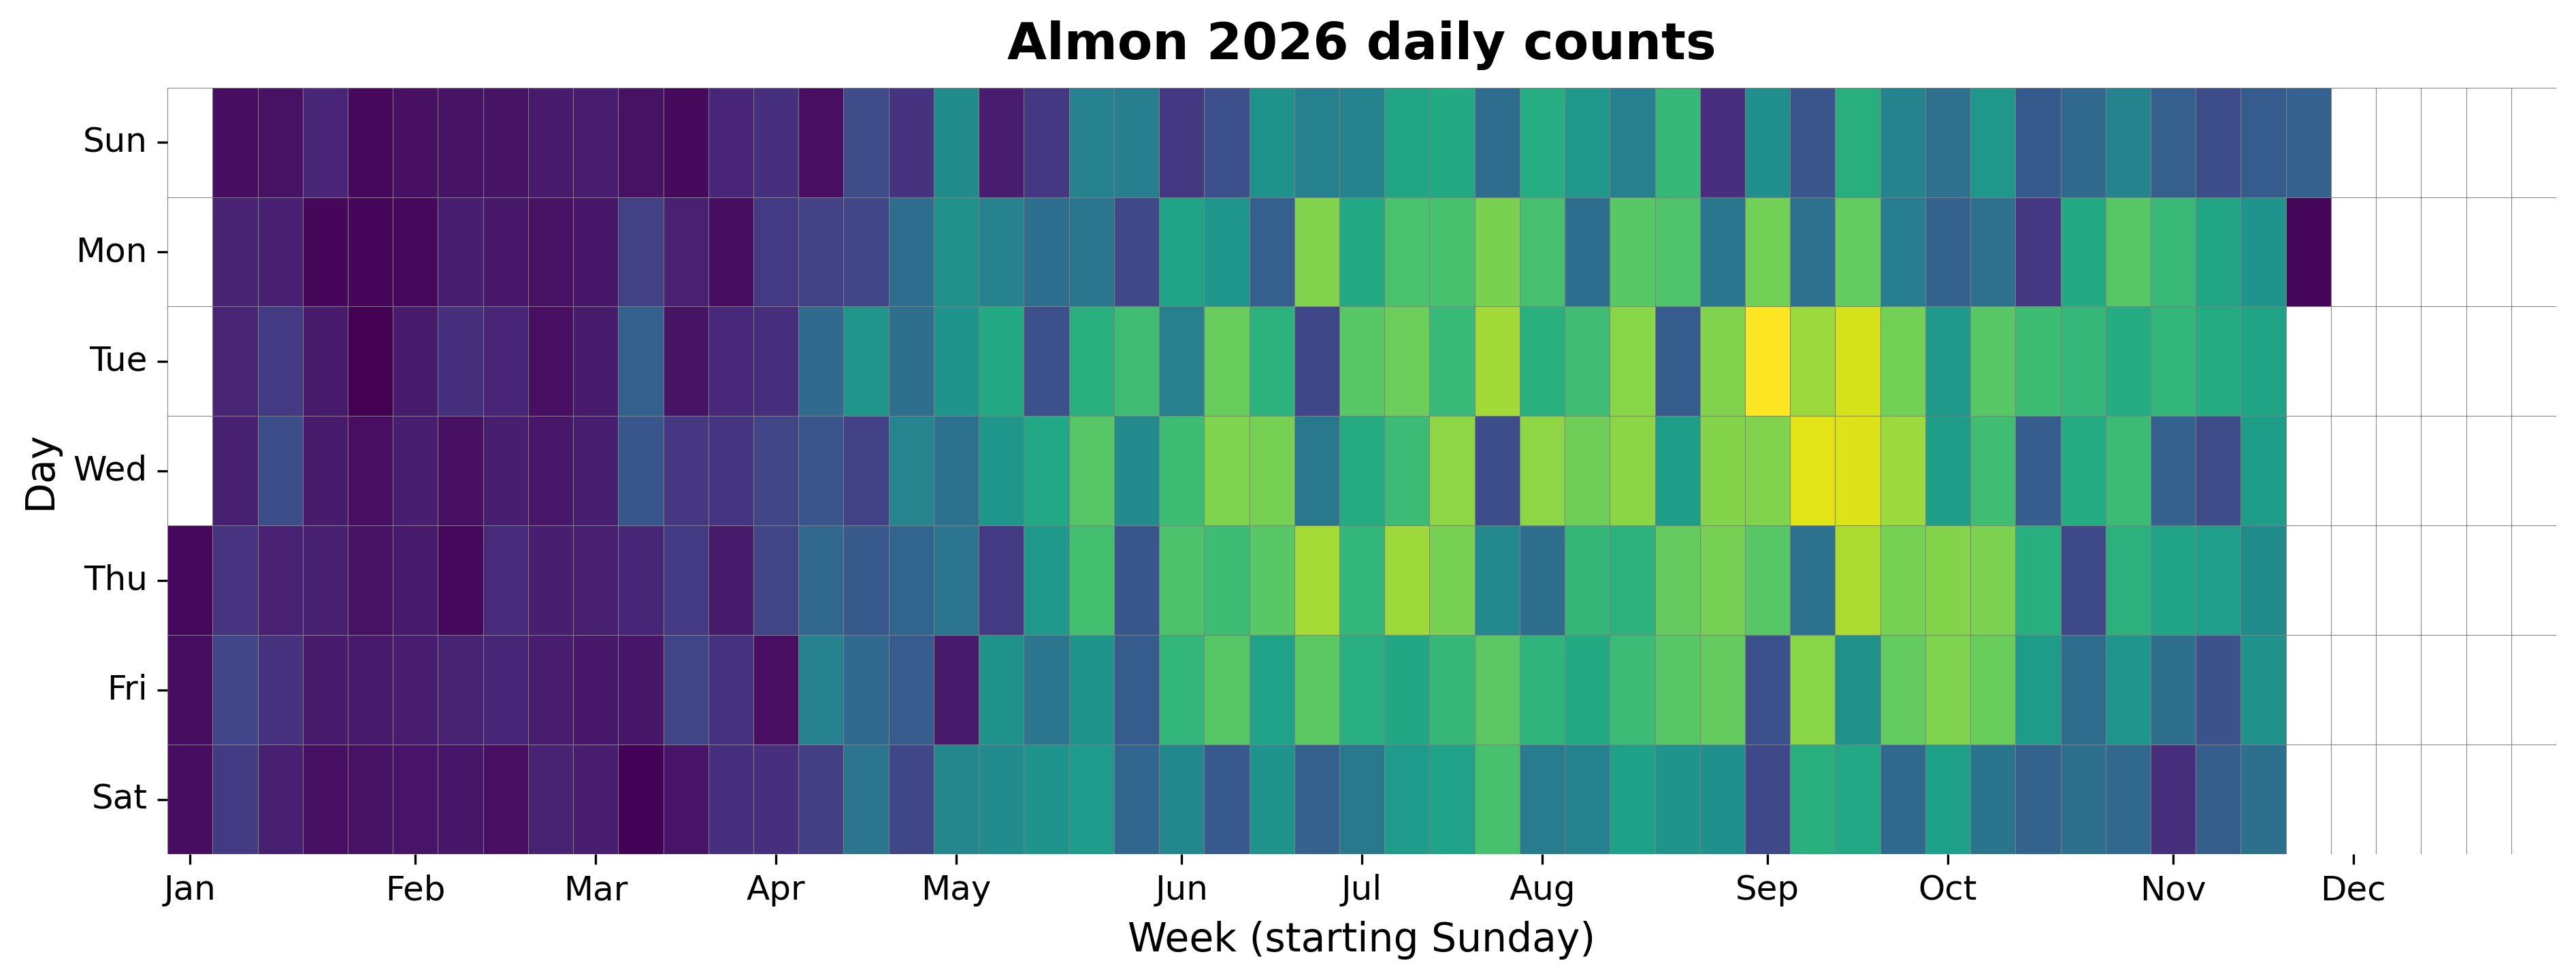 Almon 2026 daily counts
Day
Sun
Mon
Tue
Wed
Thu
Fri
Sat
Jan Feb Mar Apr May Jun Jul Aug Sep Oct Nov Dec
Week (starting Sunday)